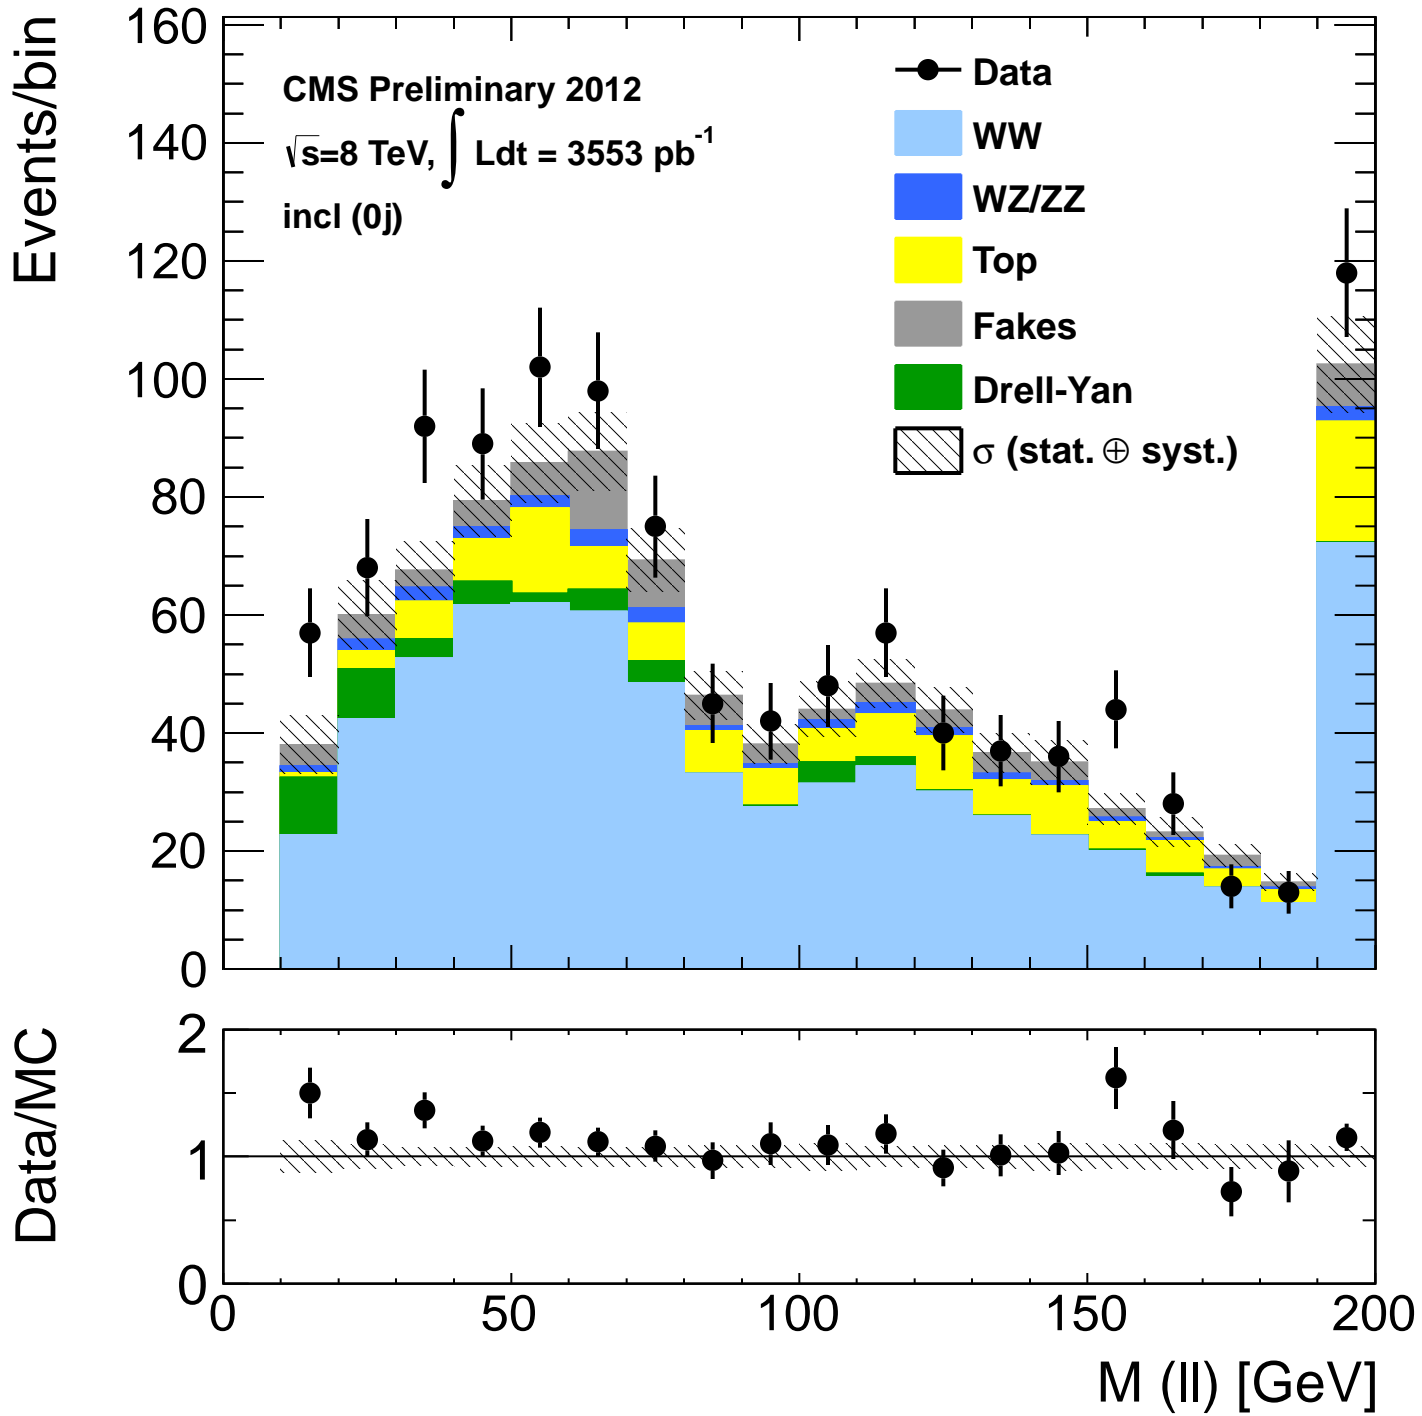 Events/bin
160
140
120
100
80
60
40
20
0
CMS Preliminary 2012
√s=8 TeV, ∫ Ldt = 3553 pb⁻¹
incl (0j)
Data
WW
WZ/ZZ
Top
Fakes
Drell-Yan
σ (stat. ⊕ syst.)
Data/MC
2
1
0
0 50 100 150 200
M (ll) [GeV]